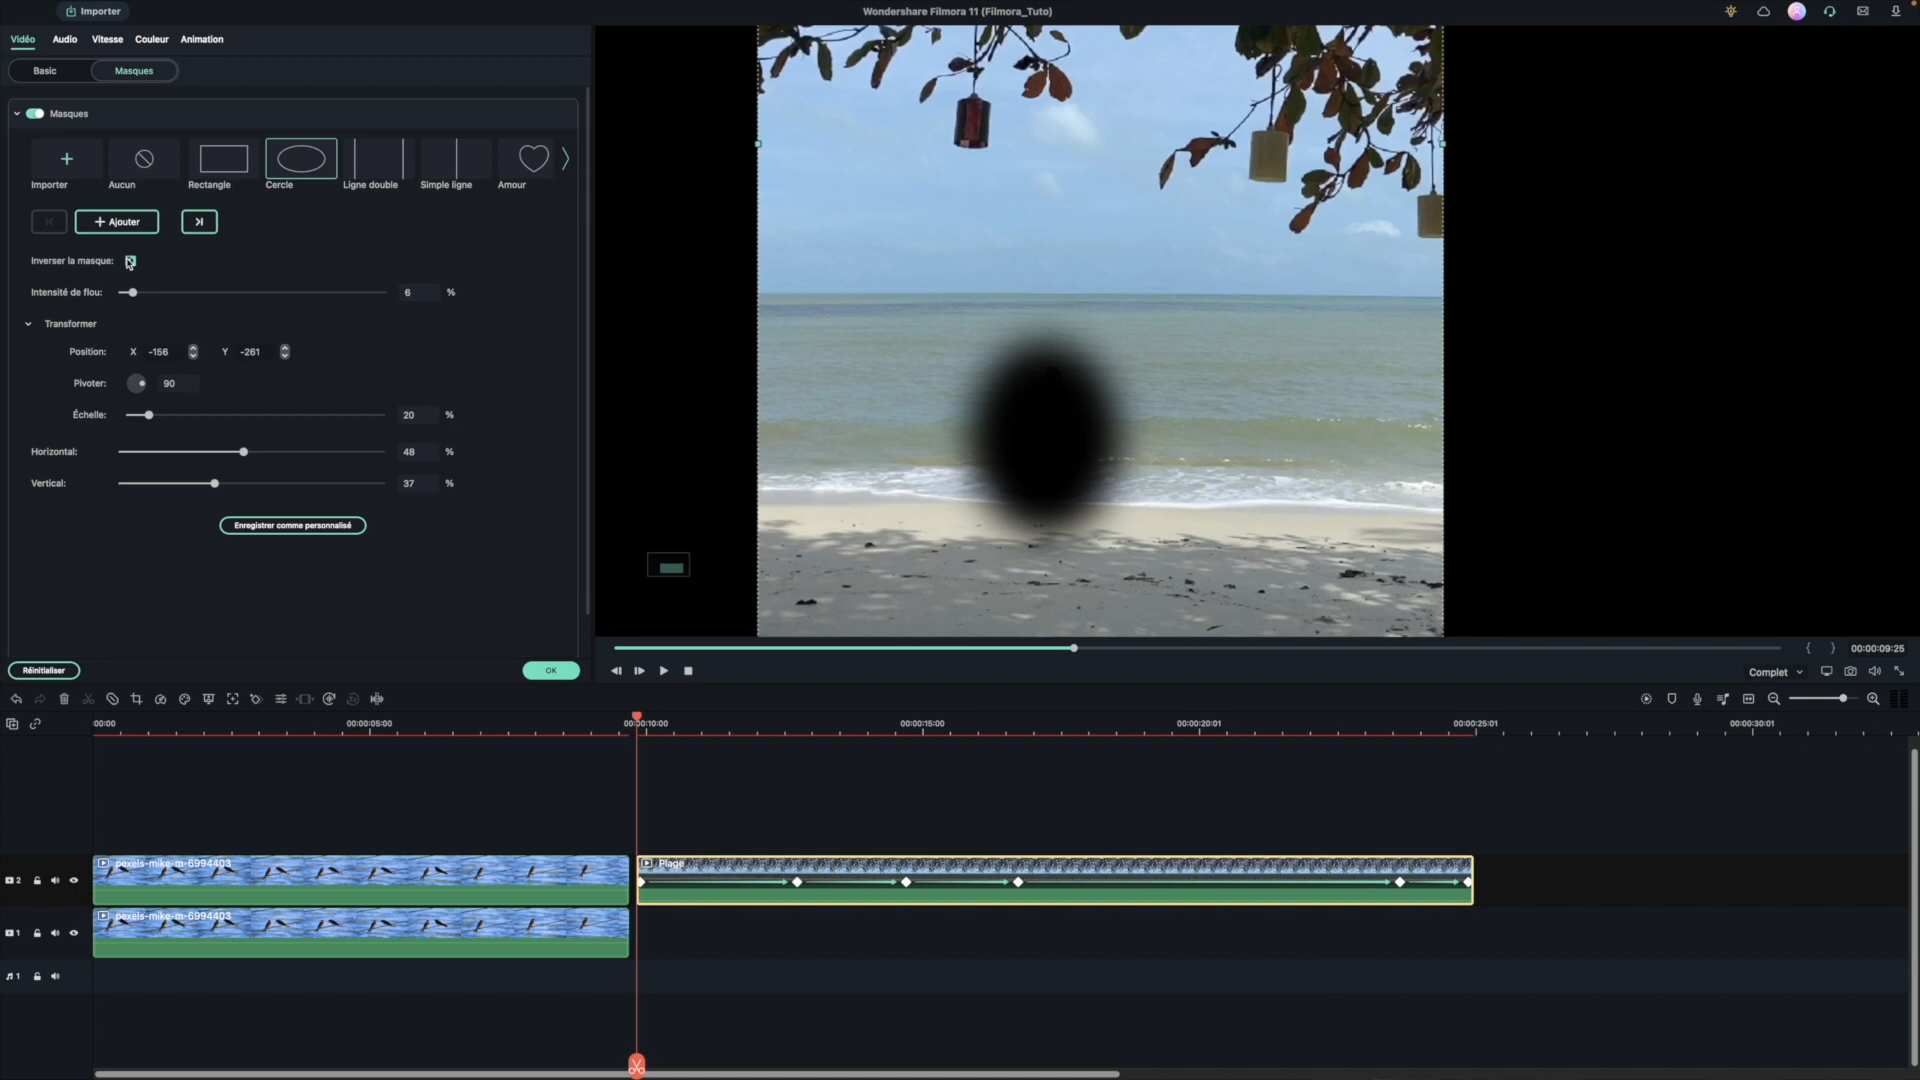 Importer
Wondershare Filmora 11 (Filmora_Tuto)
Vidéo Audio Vitesse Couleur Animation
Basic Masques
Masques
Importer Aucun Rectangle Cercle Ligne double Simple ligne Amour
+ Ajouter
Inverser la masque:
Intensité de flou: 6 %
Transformer
Position: X -156 Y -261
Pivoter: 90
Échelle: 20 %
Horizontal: 48 %
Vertical: 37 %
Enregistrer comme personnalisé
Réinitialiser OK
{ } 00:00:09:25
Complet
00:00 00:00:05:00 00:00:10:00 00:00:15:00 00:00:20:01 00:00:25:01 00:00:30:01
pexels-mike-m-6994403 Plage
2
pexels-mike-m-6994403
1
1